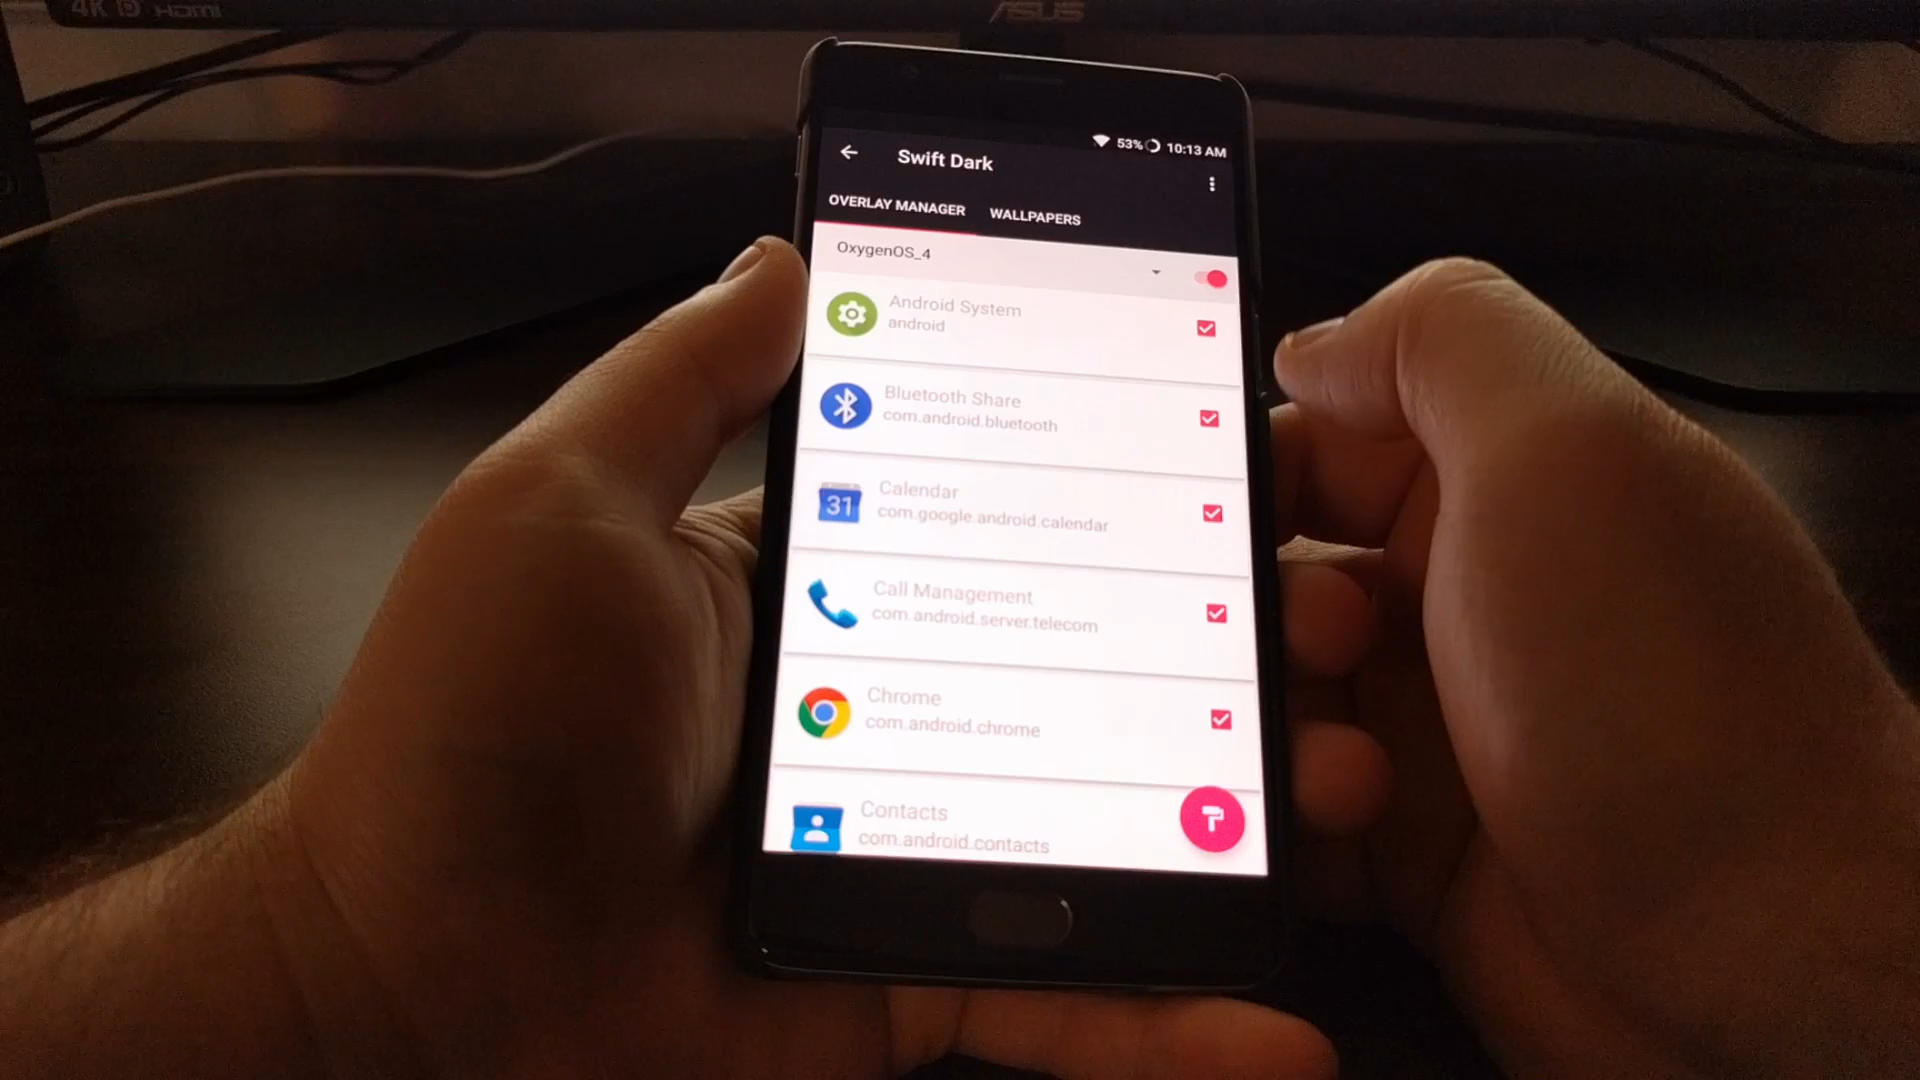 4K HDMI
ASUS
53% 10:13 AM
Swift Dark
OVERLAY MANAGER WALLPAPERS
OxygenOS_4
Android System
android
Bluetooth Share
com.android.bluetooth
31
Calendar
com.google.android.calendar
Call Management
com.android.server.telecom
Chrome
com.android.chrome
Contacts
com.android.contacts